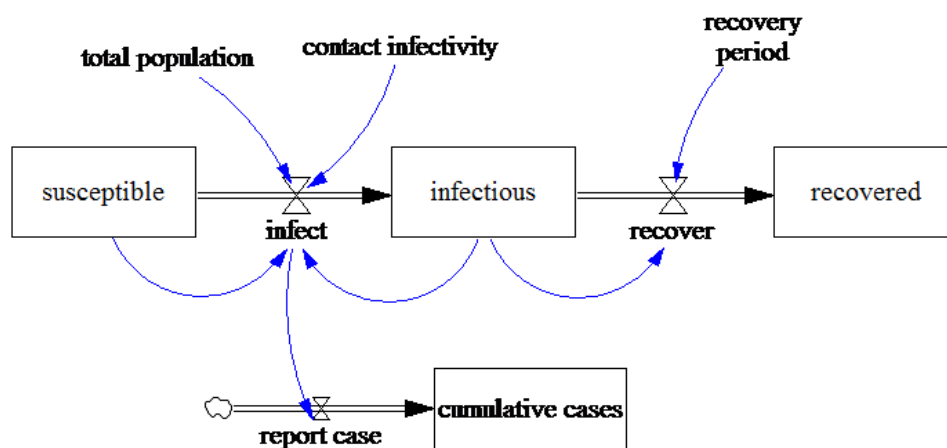 total population
contact infectivity
recovery
period
susceptible
infectious
recovered
infect
recover
cumulative cases
report case